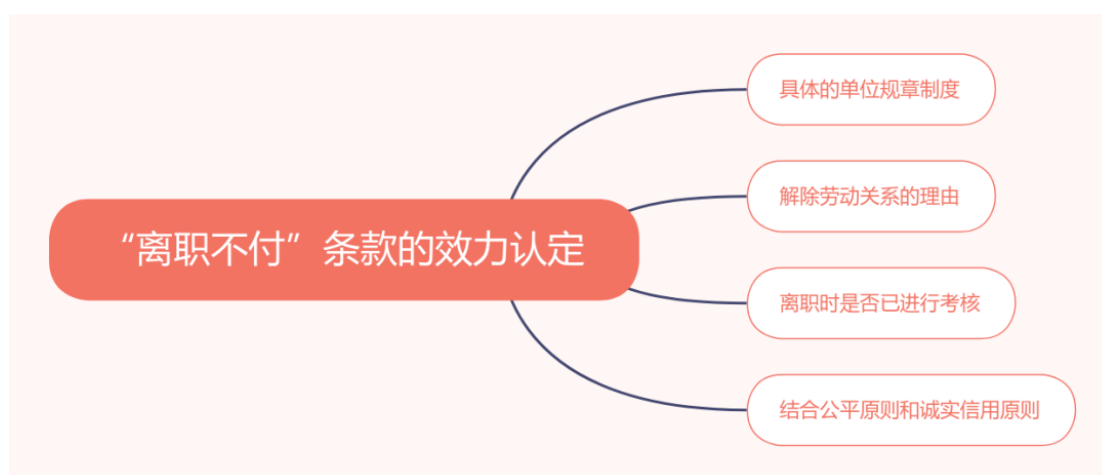 具体的单位规章制度
解除劳动关系的理由
“离职不付”条款的效力认定
离职时是否已进行考核
结合公平原则和诚实信用原则